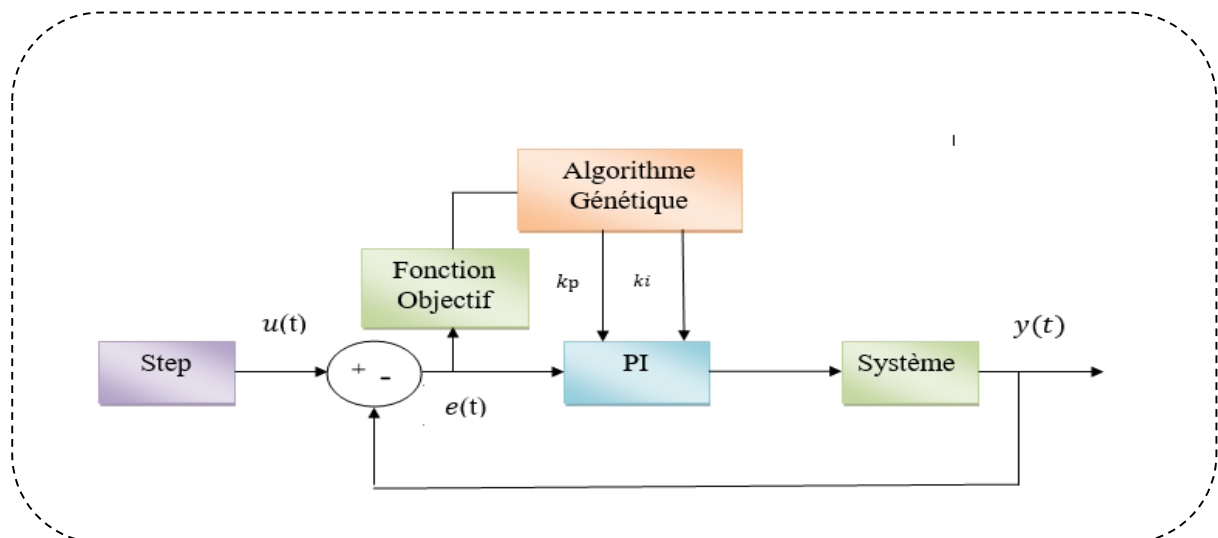 Algorithme
Génétique
Fonction
Objectif
kp
ki
u(t)
y(t)
Step
+ -
PI
Système
e(t)